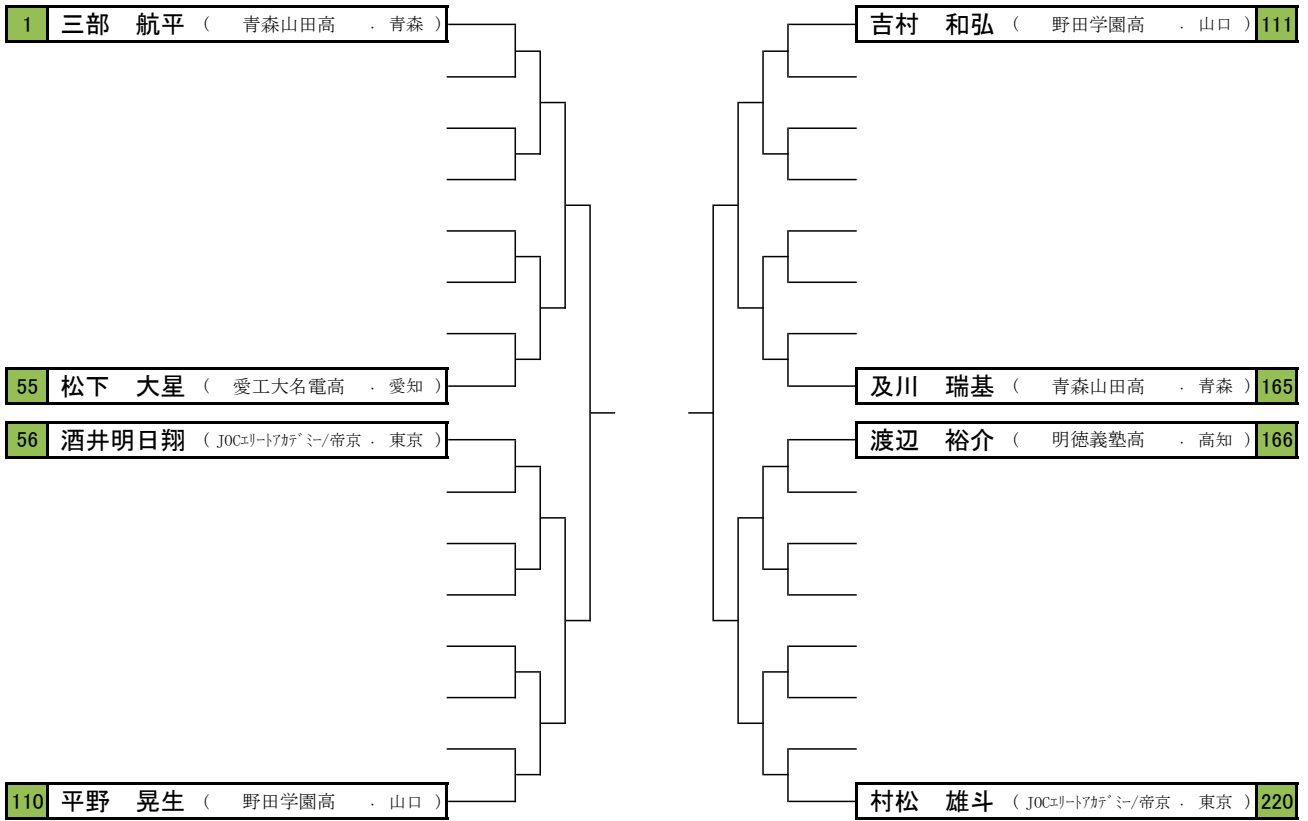 1 三部 航平 ( 青森山田高 . 青森 )
55 松下 大星 ( 愛工大名電高 . 愛知 )
56 酒井明日翔 ( JOCｴﾘｰﾄｱｶﾃﾞﾐｰ/帝京 . 東京 )
110 平野 晃生 ( 野田学園高 . 山口 )
吉村 和弘 ( 野田学園高 . 山口 ) 111
及川 瑞基 ( 青森山田高 . 青森 ) 165
渡辺 裕介 ( 明徳義塾高 . 高知 ) 166
村松 雄斗 ( JOCｴﾘｰﾄｱｶﾃﾞﾐｰ/帝京 . 東京 ) 220